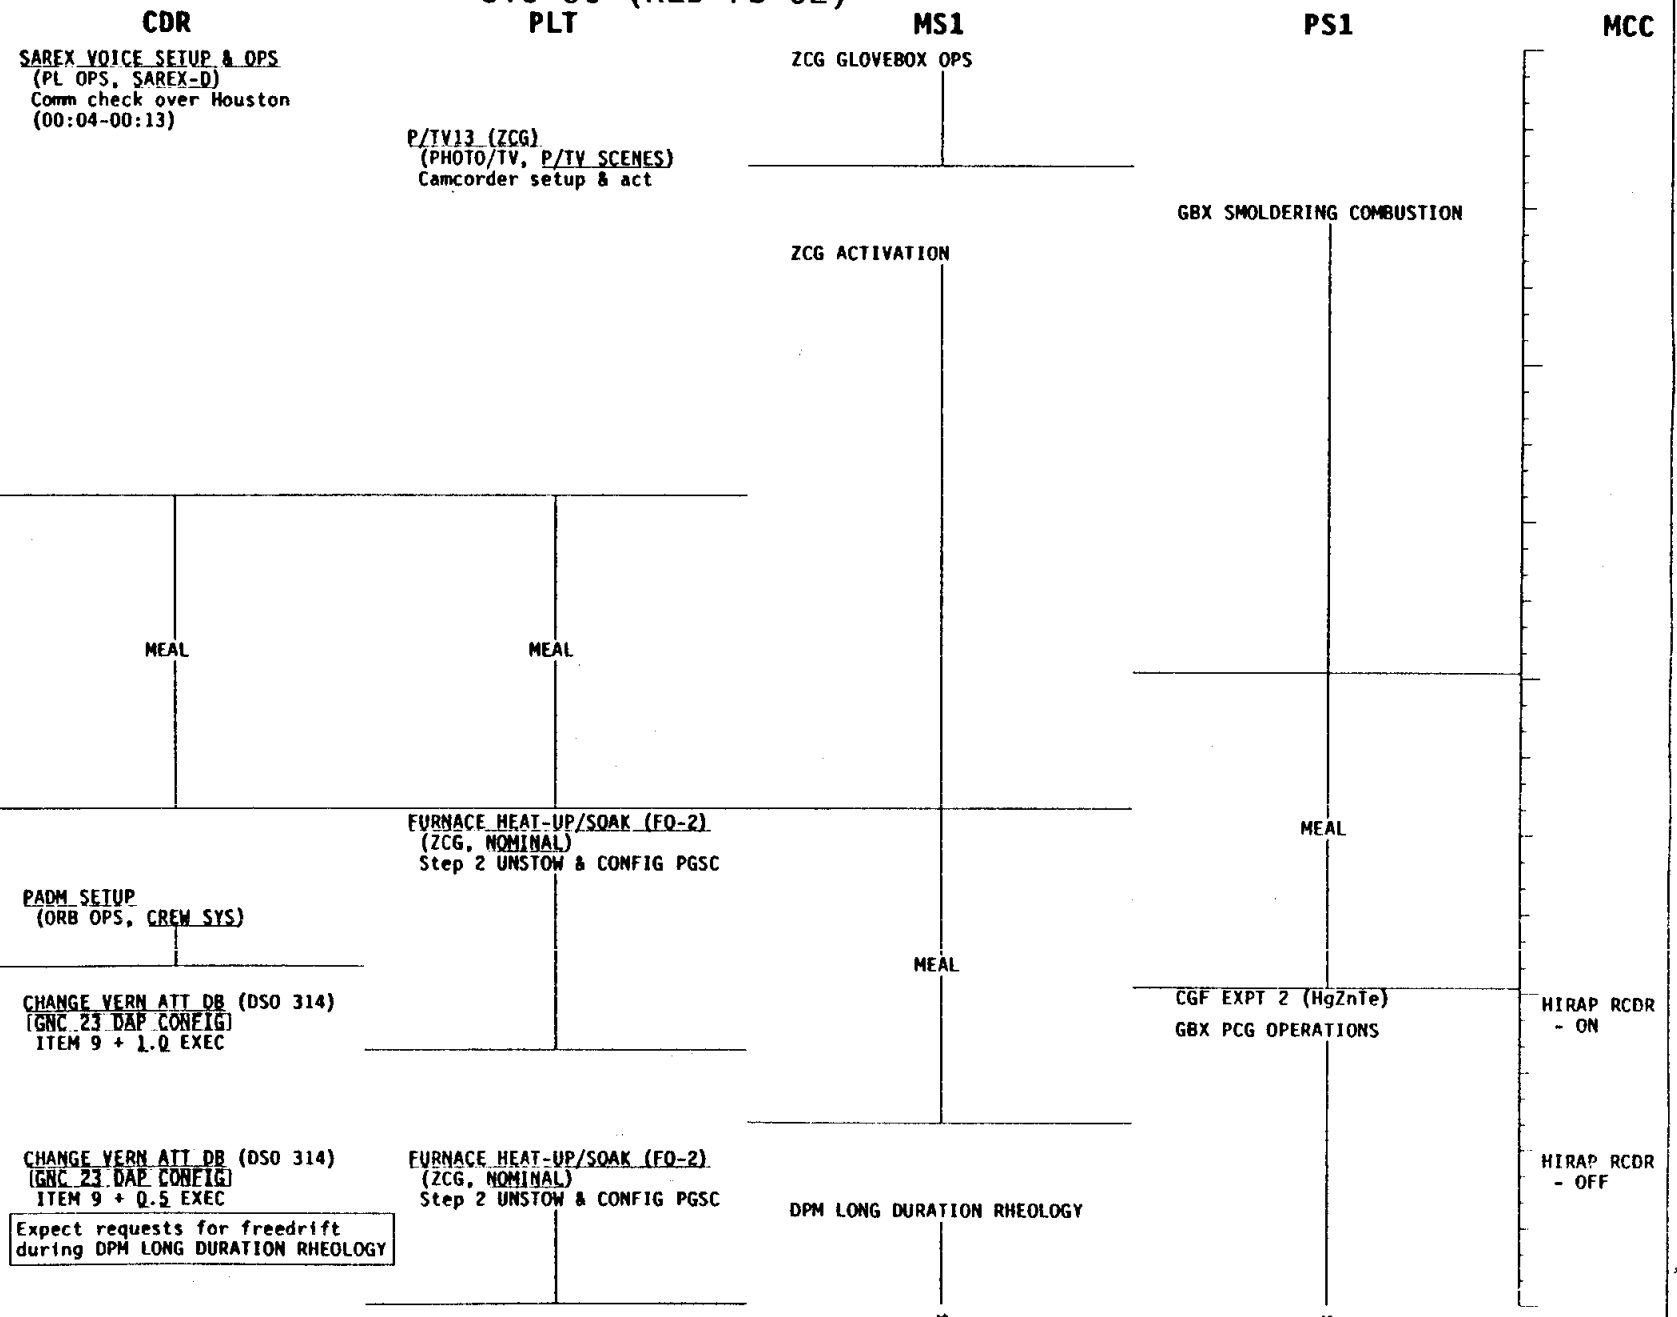 CDR PLT MS1 PS1 MCC
SAREX VOICE SETUP & OPS
(PL OPS, SAREX-D)
Comm check over Houston
(00:04-00:13)
P/TV13 (ZCG)
(PHOTO/TV, P/TV SCENES)
Camcorder setup & act
MEAL
PADM SETUP
(ORB OPS, CREW SYS)
CHANGE VERN ATT DB (DSO 314)
[GNC 23 DAP CONFIG]
ITEM 9 + 1.0 EXEC
CHANGE VERN ATT DB (DSO 314)
[GNC 23 DAP CONFIG]
ITEM 9 + 0.5 EXEC
Expect requests for freedrift
during DPM LONG DURATION RHEOLOGY
MEAL
FURNACE HEAT-UP/SOAK (FO-2)
(ZCG, NOMINAL)
Step 2 UNSTOW & CONFIG PGSC
FURNACE HEAT-UP/SOAK (FO-2)
(ZCG, NOMINAL)
Step 2 UNSTOW & CONFIG PGSC
ZCG GLOVEBOX OPS
ZCG ACTIVATION
MEAL
DPM LONG DURATION RHEOLOGY
GBX SMOLDERING COMBUSTION
MEAL
CGF EXPT 2 (HgZnTe)
GBX PCG OPERATIONS
HIRAP RCDR
- ON
HIRAP RCDR
- OFF